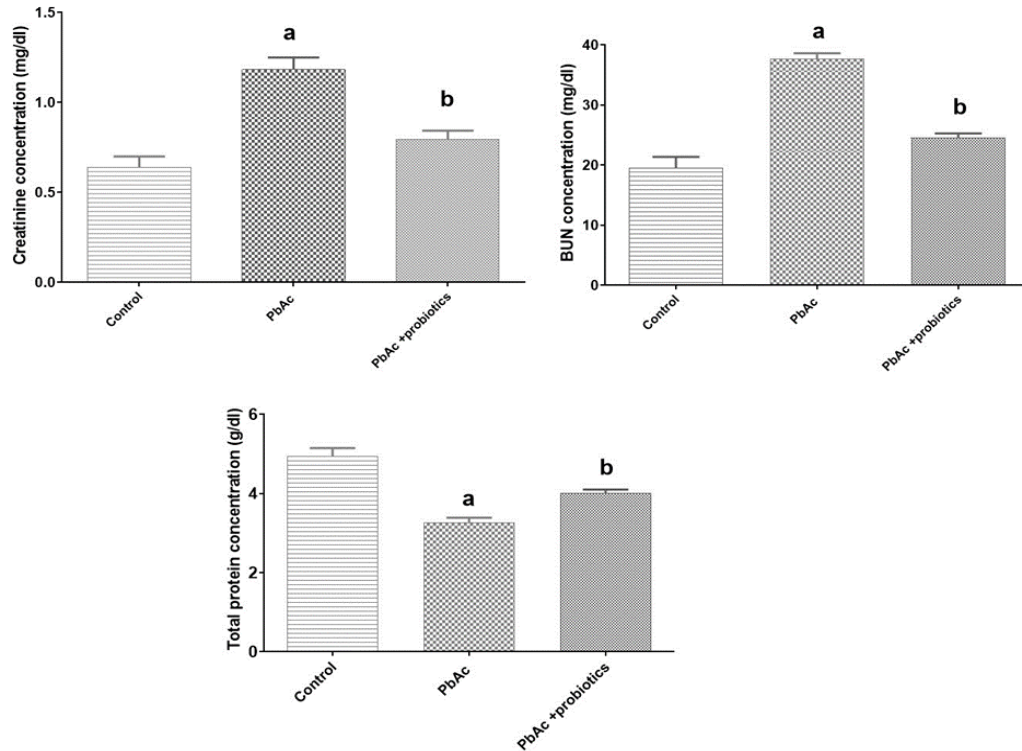 Creatinine concentration (mg/dl)
1.5
1.0
0.5
0.0
a
b
Control
PbAc
PbAc +probiotics
BUN concentration (mg/dl)
40
30
20
10
0
a
b
Control
PbAc
PbAc +probiotics
Total protein concentration (g/dl)
6
4
2
0
a
b
Control
PbAc
PbAc +probiotics